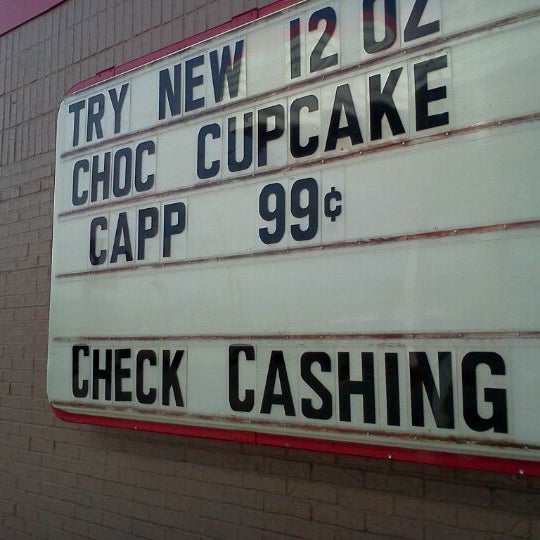 TRY NEW 12 OZ
CHOC CUPCAKE
CAPP 99¢
CHECK CASHING